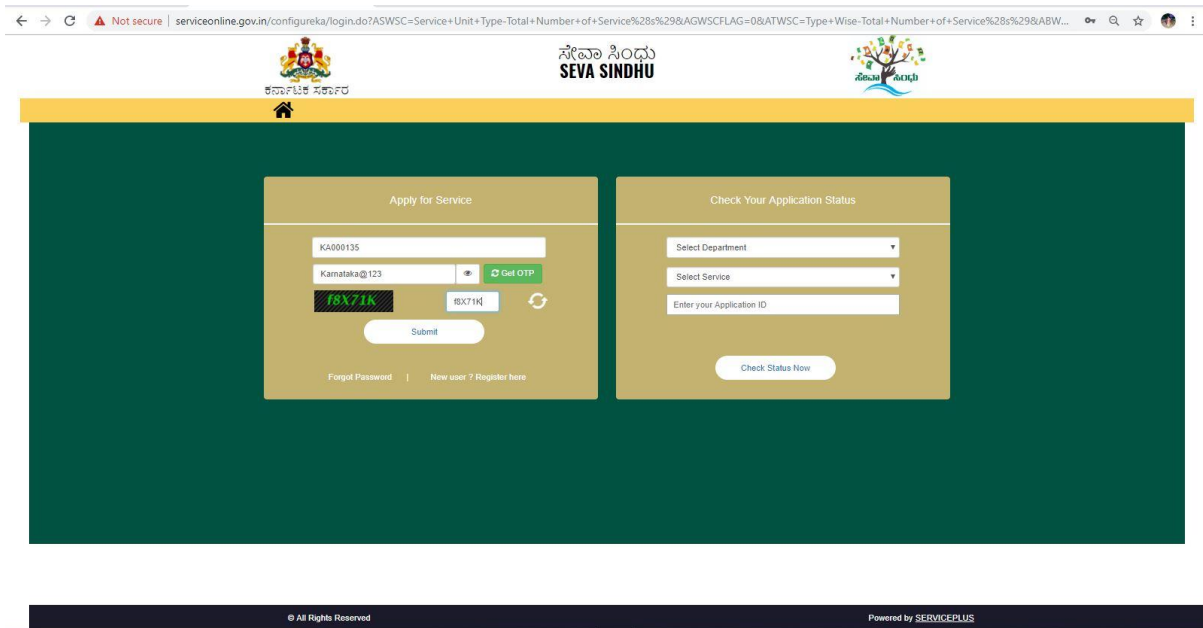 Not secure | serviceonline.gov.in/configureka/login.do?ASWSC=Service+Unit+Type-Total+Number+of+Service%28s%29&AGWSCFLAG=0&ATWSC=Type+Wise-Total+Number+of+Service%28s%29&ABW...
ಕರ್ನಾಟಕ ಸರ್ಕಾರ
ಸೇವಾ ಸಿಂಧು
SEVA SINDHU
ಸೇವಾ ಸಿಂಧು
Apply for Service
KA000135
Karnataka@123 Get OTP
f8X71K f8X71K
Submit
Forgot Password | New user ? Register here
Check Your Application Status
Select Department
Select Service
Enter your Application ID
Check Status Now
© All Rights Reserved
Powered by SERVICEPLUS